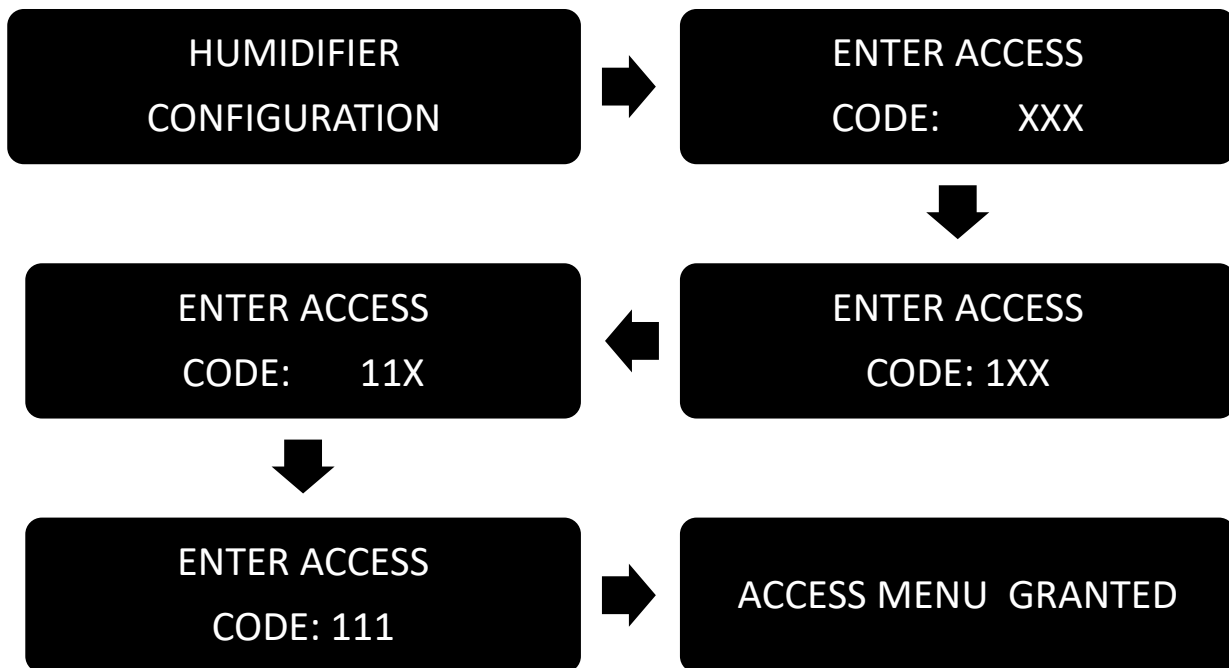 HUMIDIFIER
CONFIGURATION
ENTER ACCESS
CODE: XXX
ENTER ACCESS
CODE: 1XX
ENTER ACCESS
CODE: 11X
ENTER ACCESS
CODE: 111
ACCESS MENU GRANTED